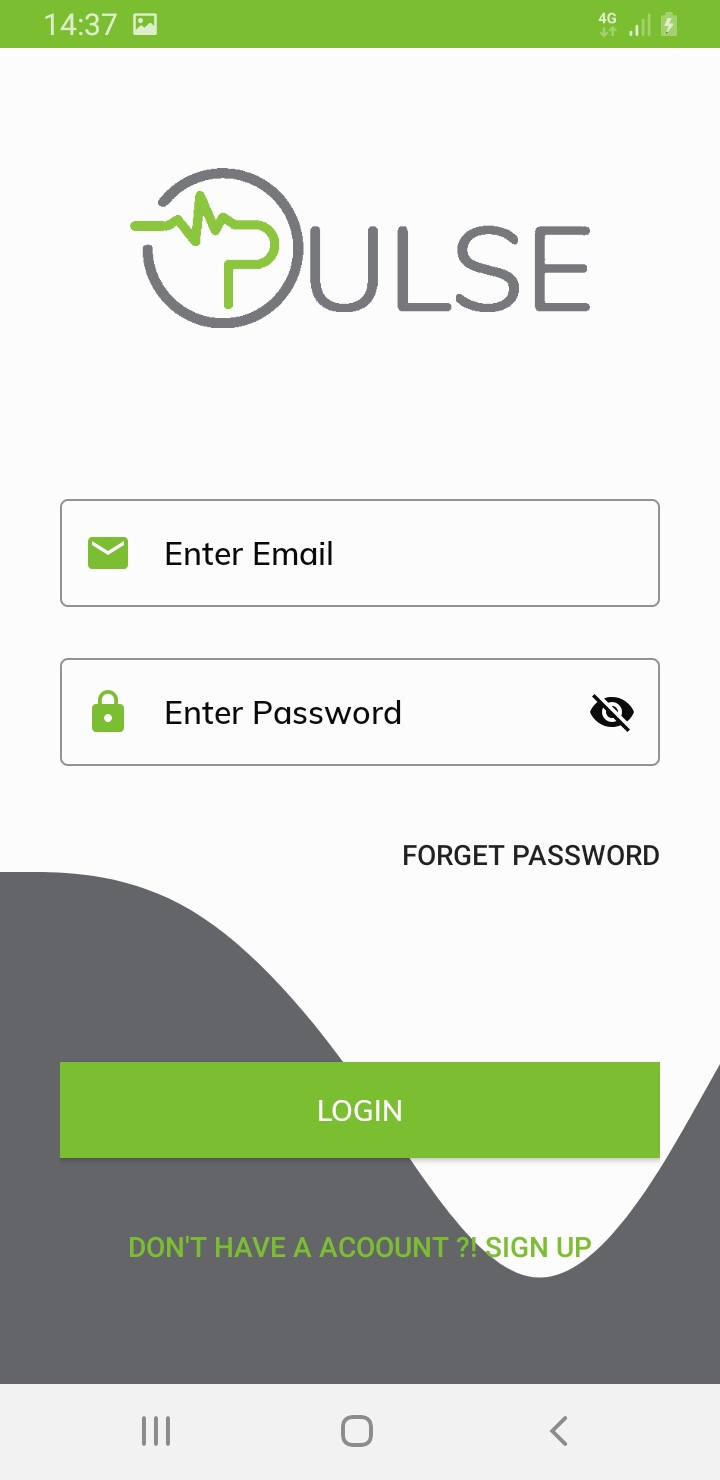 14:37
4G
PULSE
Enter Email
Enter Password
FORGET PASSWORD
LOGIN
DON'T HAVE A ACOOUNT ?! SIGN UP